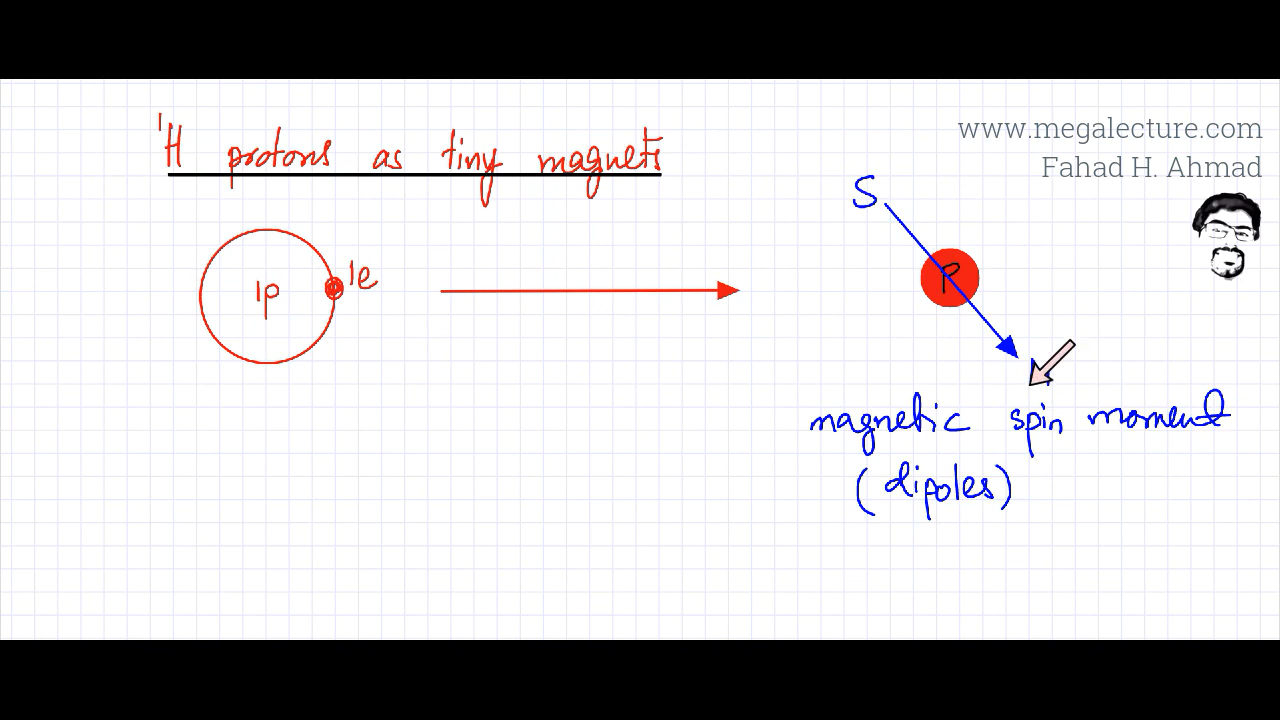 ¹H protons as tiny magnets
www.megalecture.com
Fahad H. Ahmad
S
1p
1e
P
magnetic spin moment
(dipoles)